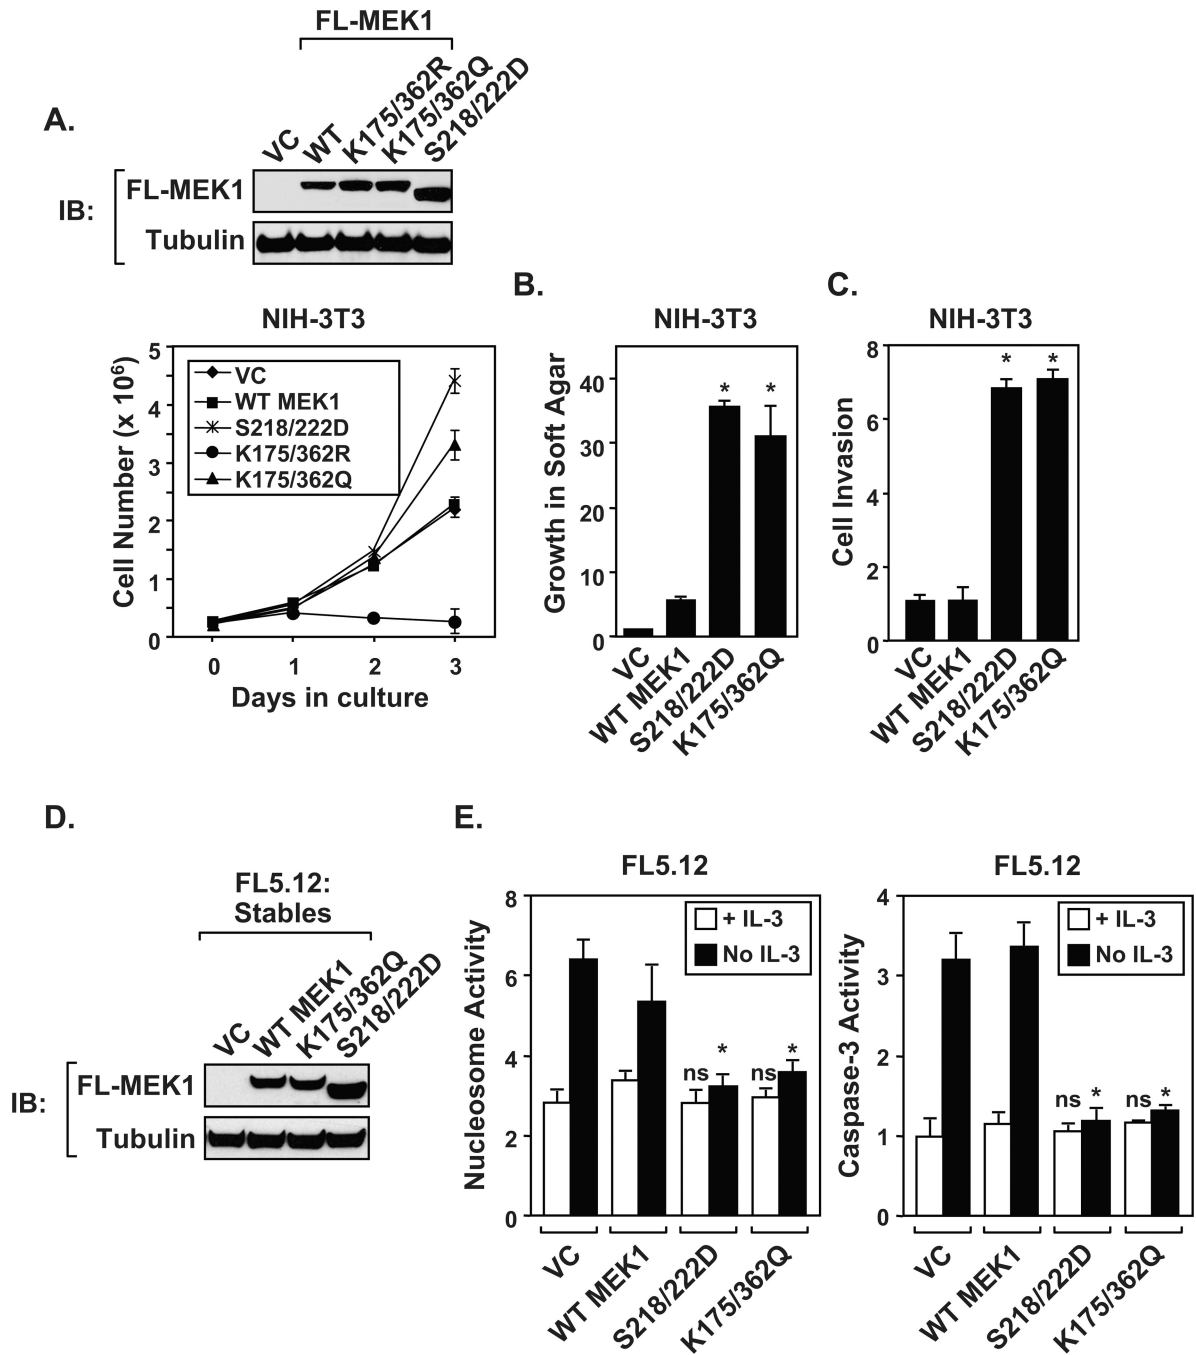 FL-MEK1
A.
VC
WT
K175/362R
K175/362Q
S218/222D
IB:
FL-MEK1
Tubulin
NIH-3T3
Cell Number (x 10⁶)
5
4
3
2
1
0
VC
WT MEK1
S218/222D
K175/362R
K175/362Q
0 1 2 3
Days in culture
B.
NIH-3T3
Growth in Soft Agar
40
30
20
10
0
* *
VC
WT MEK1
S218/222D
K175/362Q
C.
NIH-3T3
Cell Invasion
8
6
4
2
0
* *
VC
WT MEK1
S218/222D
K175/362Q
D.
FL5.12:
Stables
VC
WT MEK1
K175/362Q
S218/222D
IB:
FL-MEK1
Tubulin
E.
FL5.12
Nucleosome Activity
8
6
4
2
0
+ IL-3
No IL-3
ns * ns *
VC
WT MEK1
S218/222D
K175/362Q
FL5.12
Caspase-3 Activity
4
3
2
1
0
+ IL-3
No IL-3
ns * ns *
VC
WT MEK1
S218/222D
K175/362Q